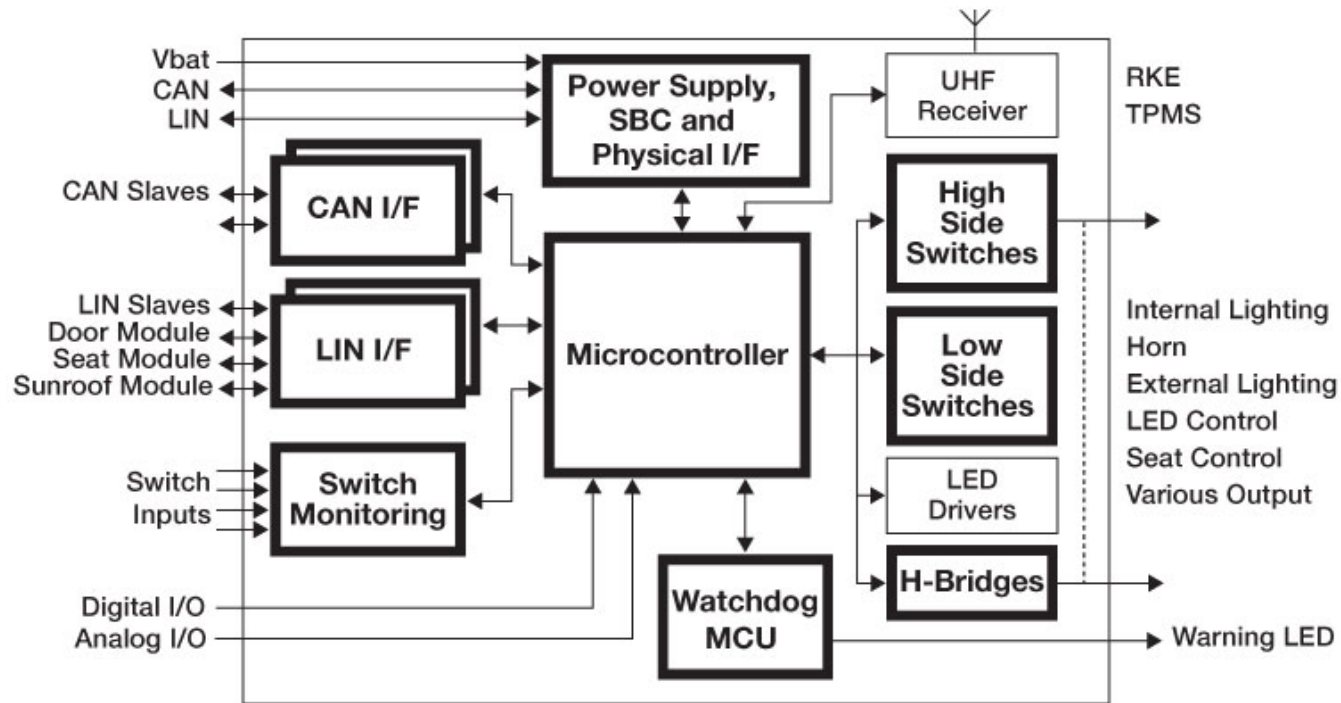 Vbat
CAN
LIN
Power Supply,
SBC and
Physical I/F
UHF
Receiver
RKE
TPMS
CAN Slaves
CAN I/F
High
Side
Switches
LIN Slaves
Door Module
Seat Module
Sunroof Module
LIN I/F
Microcontroller
Low
Side
Switches
Internal Lighting
Horn
External Lighting
LED Control
Seat Control
Various Output
Switch
Inputs
Switch
Monitoring
LED
Drivers
H-Bridges
Digital I/O
Analog I/O
Watchdog
MCU
Warning LED